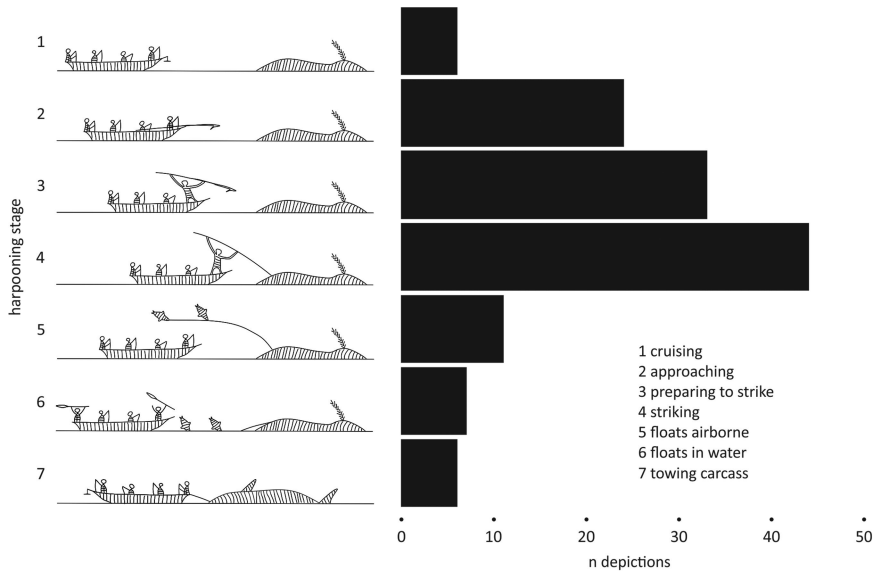 harpooning stage
1
2
3
4
5
6
7
1 cruising
2 approaching
3 preparing to strike
4 striking
5 floats airborne
6 floats in water
7 towing carcass
0 10 20 30 40 50
n depictions